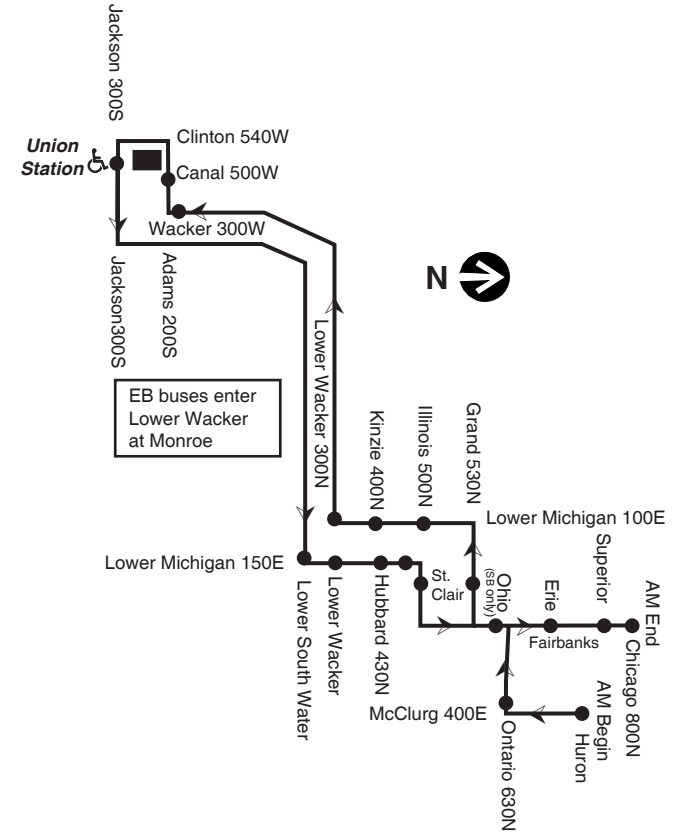 Jackson 300S
Clinton 540W
Union
Station
Canal 500W
Wacker 300W
Jackson300S
Adams 200S
N
EB buses enter
Lower Wacker
at Monroe
Lower Wacker 300N
Kinzie 400N
Illinois 500N
Grand 530N
Lower Michigan 100E
Lower Michigan 150E
St.
Clair
Ohio
(SB only)
Erie
Superior
AM End
Chicago 800N
Fairbanks
Lower South Water
Lower Wacker
Hubbard 430N
McClurg 400E
Ontario 630N
AM Begin
Huron